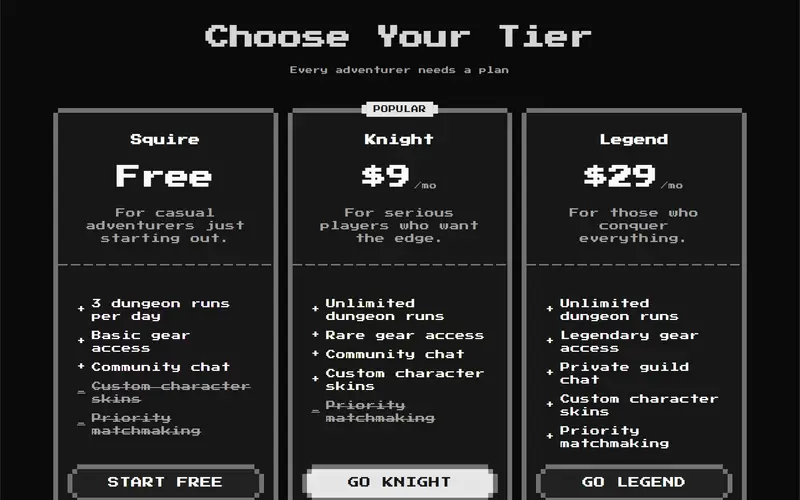 Choose Your Tier
Every adventurer needs a plan
Squire
Free
For casual
adventurers just
starting out.
+ 3 dungeon runs
per day
+ Basic gear
access
+ Community chat
– Custom character
skins
– Priority
matchmaking
START FREE
POPULAR
Knight
$9 /mo
For serious
players who want
the edge.
+ Unlimited
dungeon runs
+ Rare gear access
+ Community chat
+ Custom character
skins
– Priority
matchmaking
GO KNIGHT
Legend
$29 /mo
For those who
conquer
everything.
+ Unlimited
dungeon runs
+ Legendary gear
access
+ Private guild
chat
+ Custom character
skins
+ Priority
matchmaking
GO LEGEND